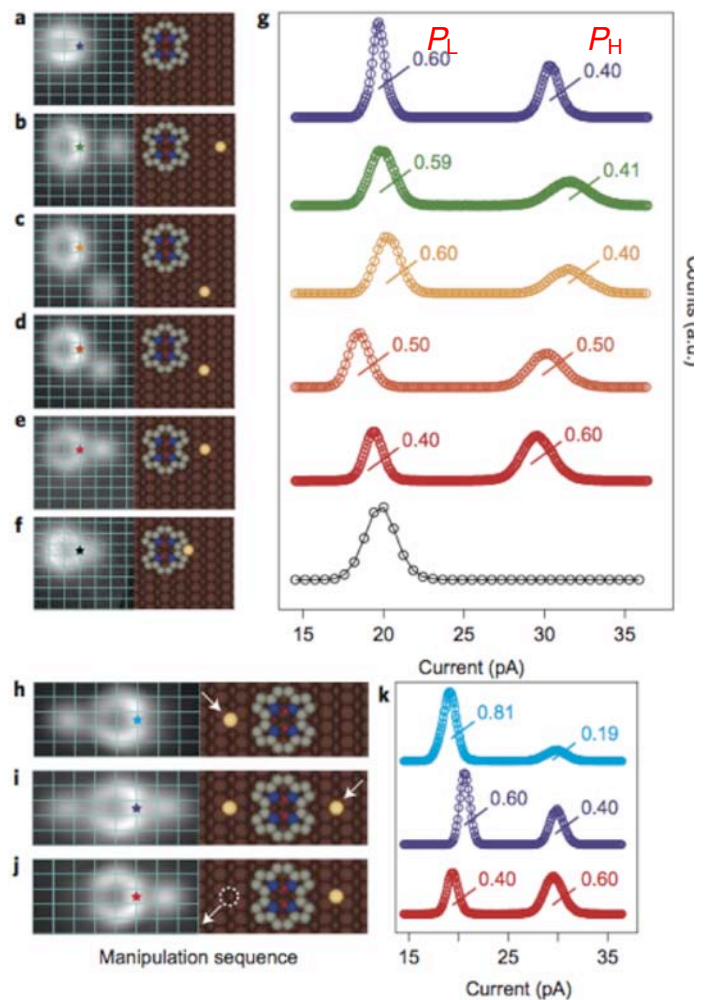 a
b
c
d
e
f
g
P_L
P_H
0.60
0.40
0.59
0.41
0.60
0.40
0.50
0.50
0.40
0.60
Counts (a.u.)
15 20 25 30 35
Current (pA)
h
i
j
Manipulation sequence
k
0.81
0.19
0.60
0.40
0.40
0.60
15 25 35
Current (pA)